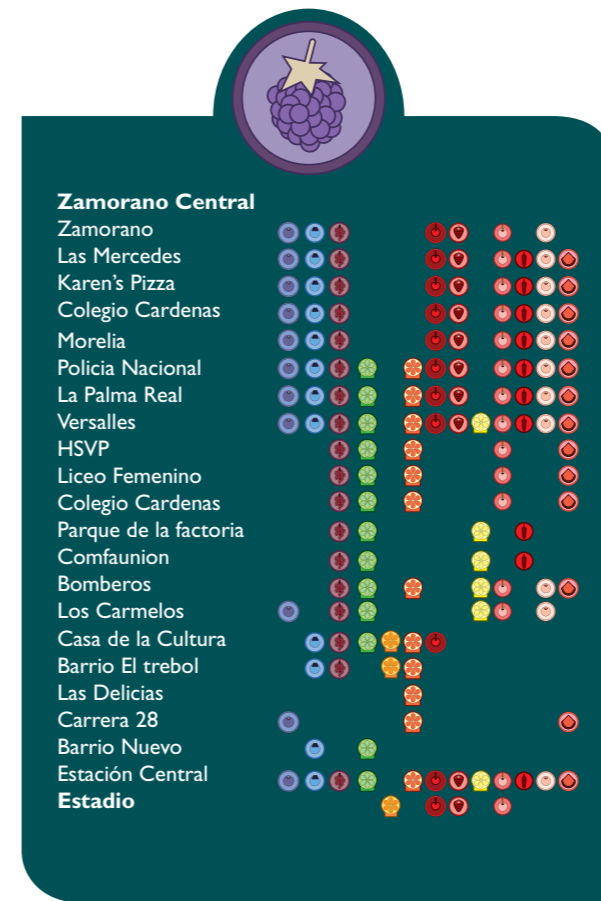 Zamorano Central
Zamorano
Las Mercedes
Karen's Pizza
Colegio Cardenas
Morelia
Policia Nacional
La Palma Real
Versalles
HSVP
Liceo Femenino
Colegio Cardenas
Parque de la factoria
Comfaunion
Bomberos
Los Carmelos
Casa de la Cultura
Barrio El trebol
Las Delicias
Carrera 28
Barrio Nuevo
Estación Central
Estadio